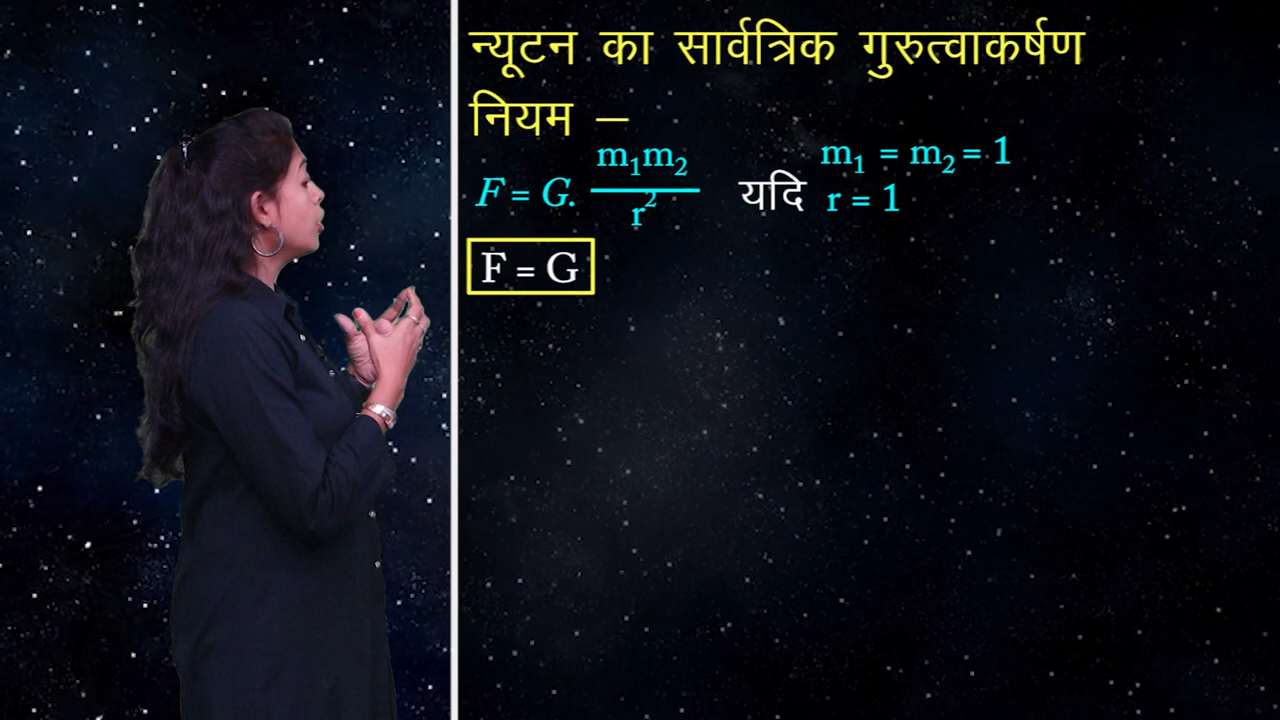 न्यूटन का सार्वत्रिक गुरुत्वाकर्षण
नियम –
F = G. m₁m₂ / r² यदि m₁ = m₂ = 1
r = 1
F = G